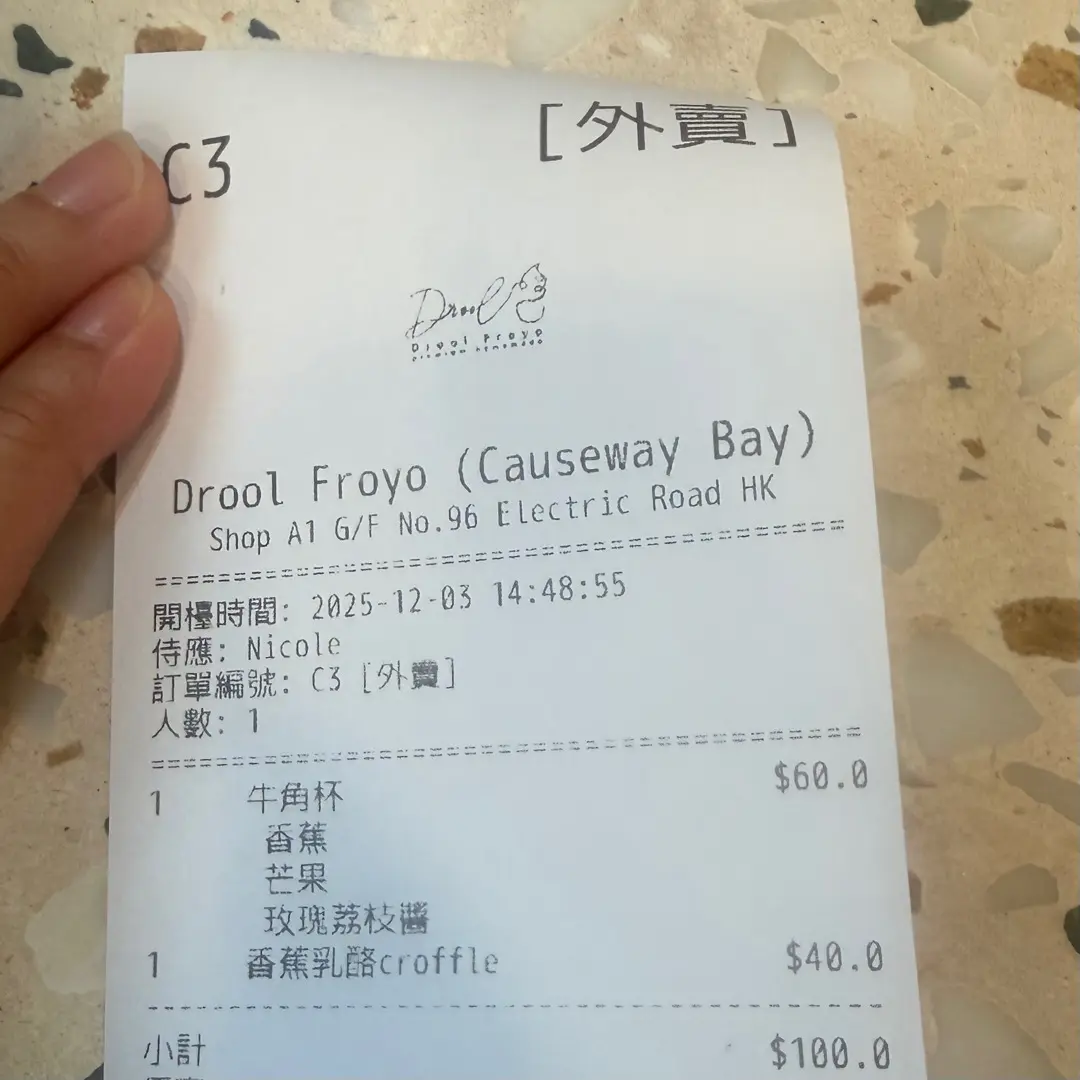 C3 [外賣]
Drool
Drool Froyo
Drool Froyo (Causeway Bay)
Shop A1 G/F No.96 Electric Road HK
================================================
開檯時間: 2025-12-03 14:48:55
侍應: Nicole
訂單編號: C3 [外賣]
人數: 1
================================================
1 牛角杯 $60.0
香蕉
芒果
玫瑰荔枝醬
1 香蕉乳酪croffle $40.0
------------------------------------------------
小計 $100.0